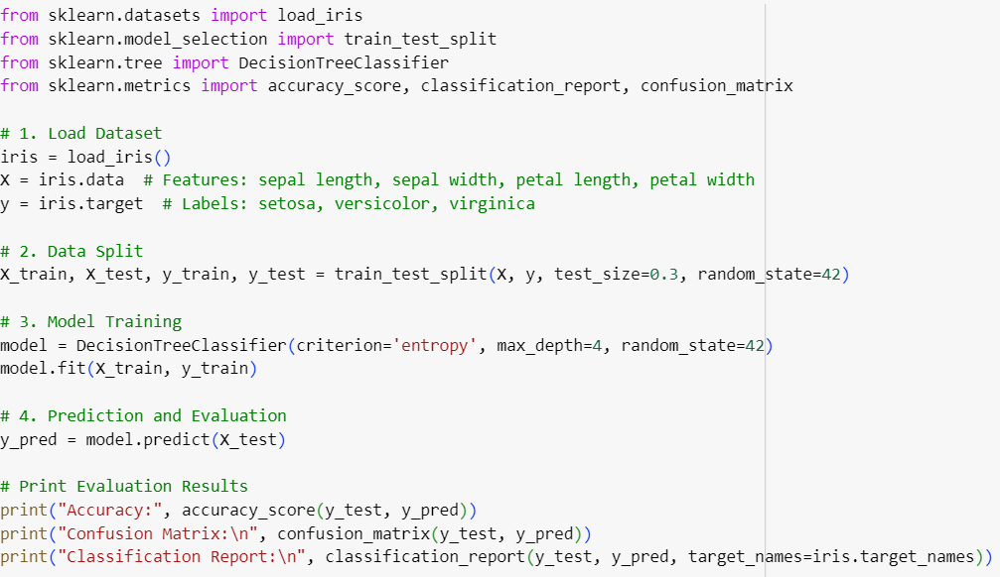 from sklearn.datasets import load_iris
from sklearn.model_selection import train_test_split
from sklearn.tree import DecisionTreeClassifier
from sklearn.metrics import accuracy_score, classification_report, confusion_matrix
# 1. Load Dataset
iris = load_iris()
X = iris.data  # Features: sepal length, sepal width, petal length, petal width
y = iris.target  # Labels: setosa, versicolor, virginica
# 2. Data Split
X_train, X_test, y_train, y_test = train_test_split(X, y, test_size=0.3, random_state=42)
# 3. Model Training
model = DecisionTreeClassifier(criterion='entropy', max_depth=4, random_state=42)
model.fit(X_train, y_train)
# 4. Prediction and Evaluation
y_pred = model.predict(X_test)
# Print Evaluation Results
print("Accuracy:", accuracy_score(y_test, y_pred))
print("Confusion Matrix:\n", confusion_matrix(y_test, y_pred))
print("Classification Report:\n", classification_report(y_test, y_pred, target_names=iris.target_names))